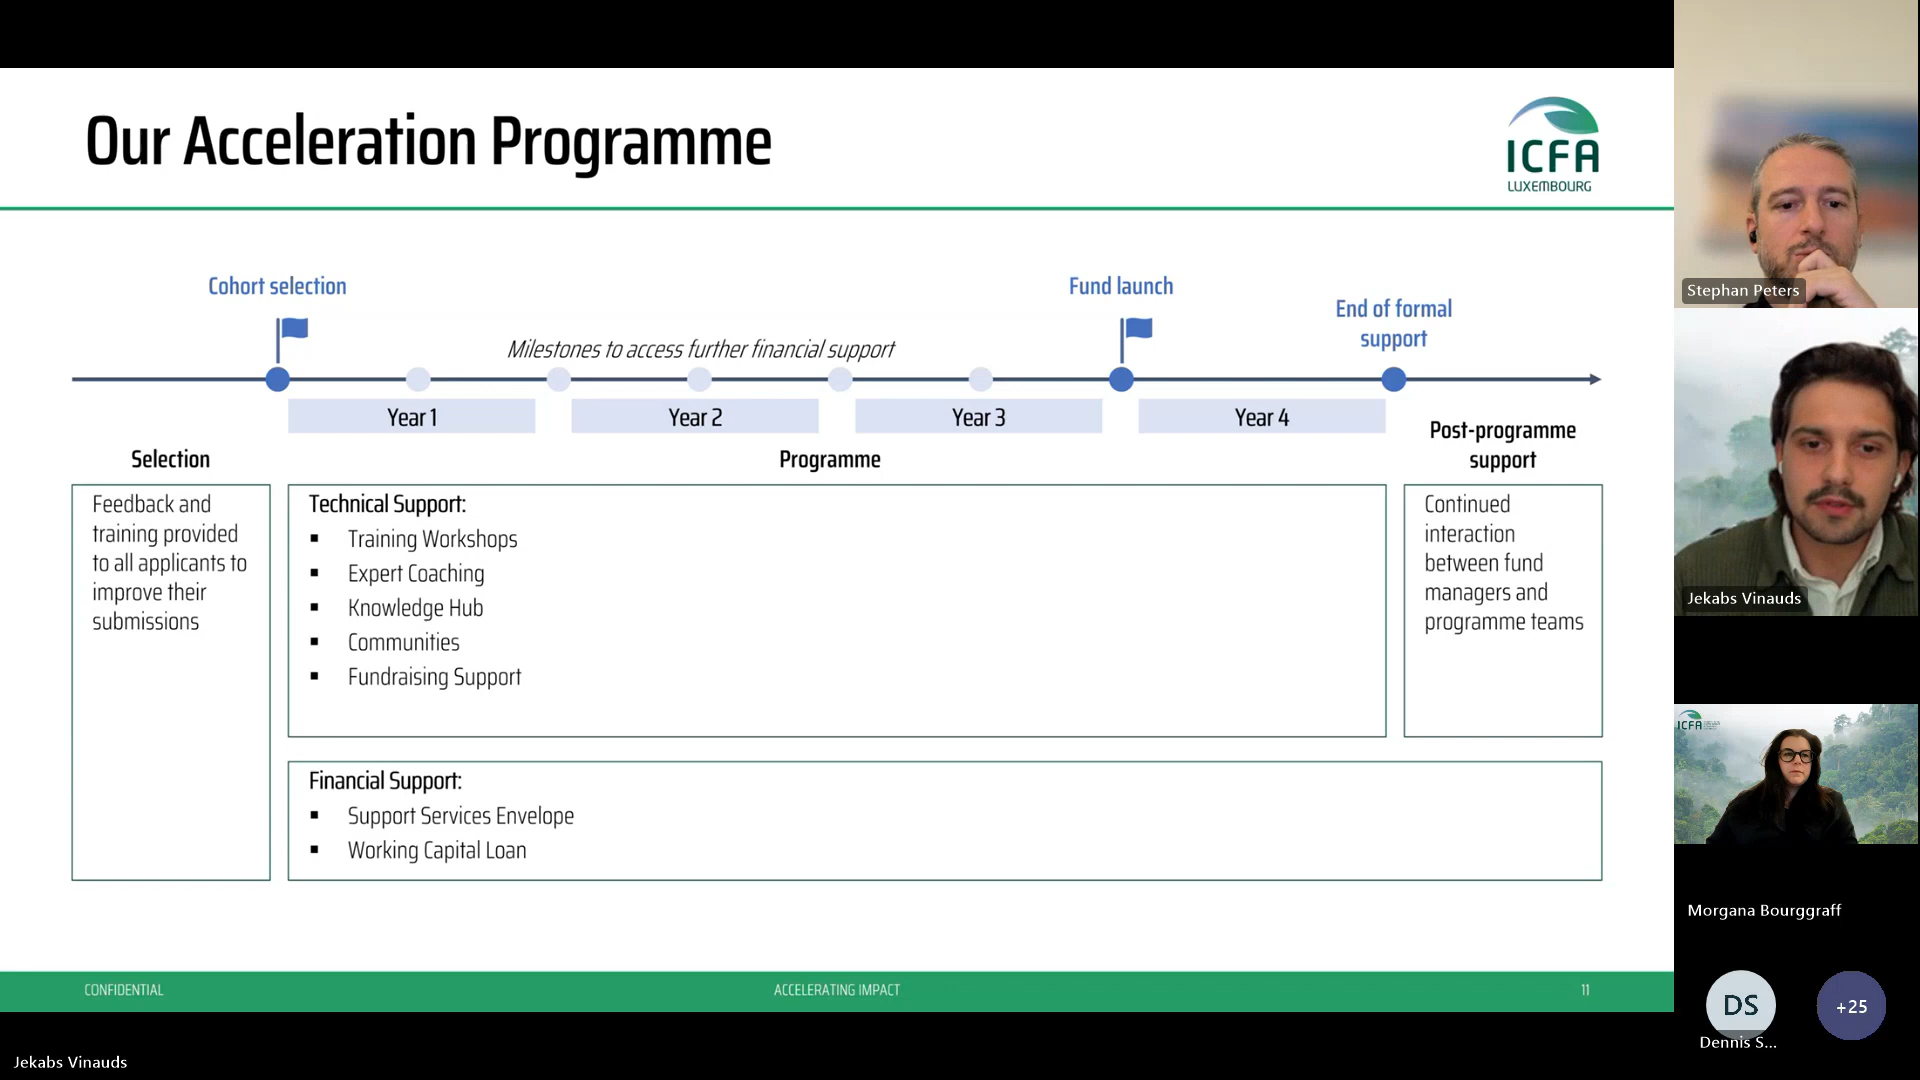 Our Acceleration Programme
ICFA
LUXEMBOURG
Cohort selection
Fund launch
End of formal
support
Milestones to access further financial support
Year 1
Year 2
Year 3
Year 4
Selection
Programme
Post-programme
support
Feedback and
training provided
to all applicants to
improve their
submissions
Technical Support:
▪ Training Workshops
▪ Expert Coaching
▪ Knowledge Hub
▪ Communities
▪ Fundraising Support
Continued
interaction
between fund
managers and
programme teams
Financial Support:
▪ Support Services Envelope
▪ Working Capital Loan
CONFIDENTIAL
ACCELERATING IMPACT
11
Jekabs Vinauds
Stephan Peters
Jekabs Vinauds
ICFA
Morgana Bourggraff
DS
+25
Dennis S...